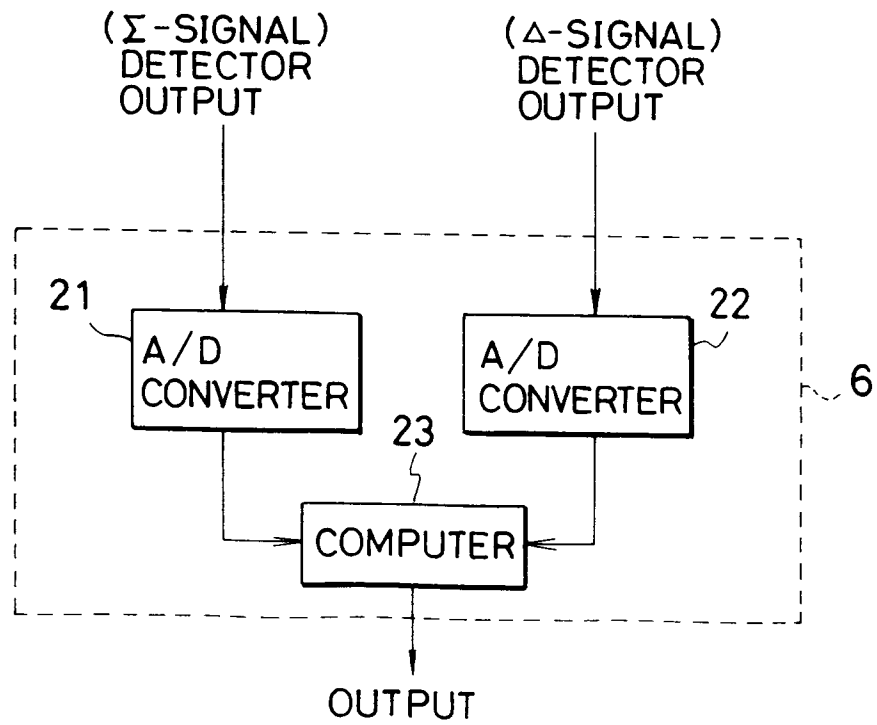 (Σ-SIGNAL)
DETECTOR
OUTPUT
(Δ-SIGNAL)
DETECTOR
OUTPUT
21
A/D
CONVERTER
22
A/D
CONVERTER
6
23
COMPUTER
OUTPUT